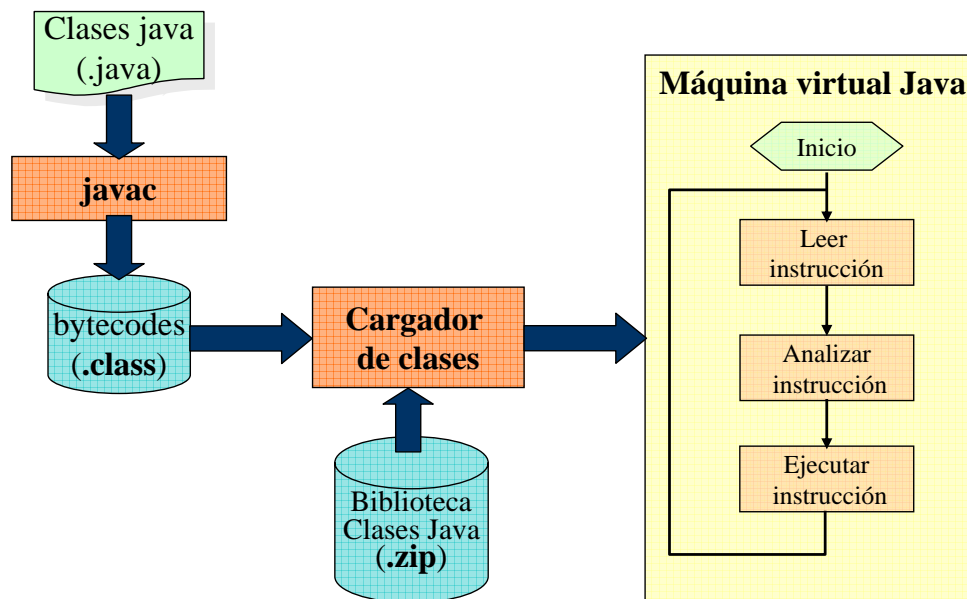 Clases java
(.java)
javac
bytecodes
(.class)
Cargador
de clases
Biblioteca
Clases Java
(.zip)
Máquina virtual Java
Inicio
Leer
instrucción
Analizar
instrucción
Ejecutar
instrucción